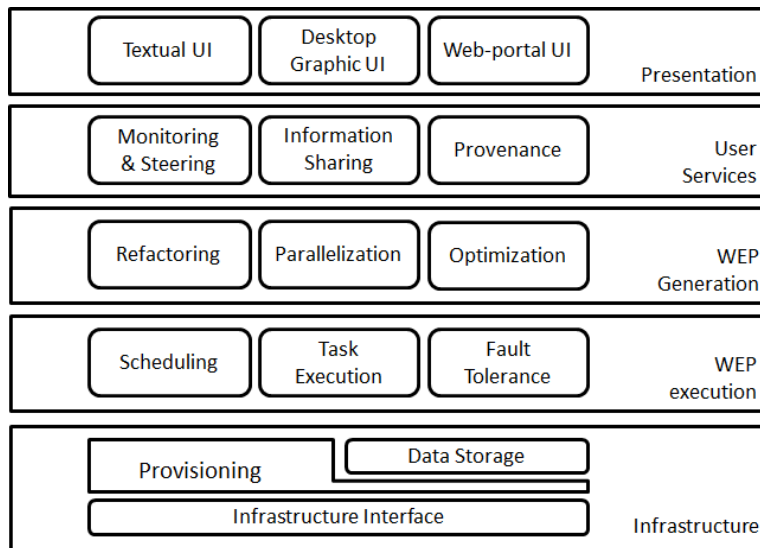 Textual UI
Desktop
Graphic UI
Web-portal UI
Presentation
Monitoring
& Steering
Information
Sharing
Provenance
User
Services
Refactoring
Parallelization
Optimization
WEP
Generation
Scheduling
Task
Execution
Fault
Tolerance
WEP
execution
Provisioning
Data Storage
Infrastructure Interface
Infrastructure